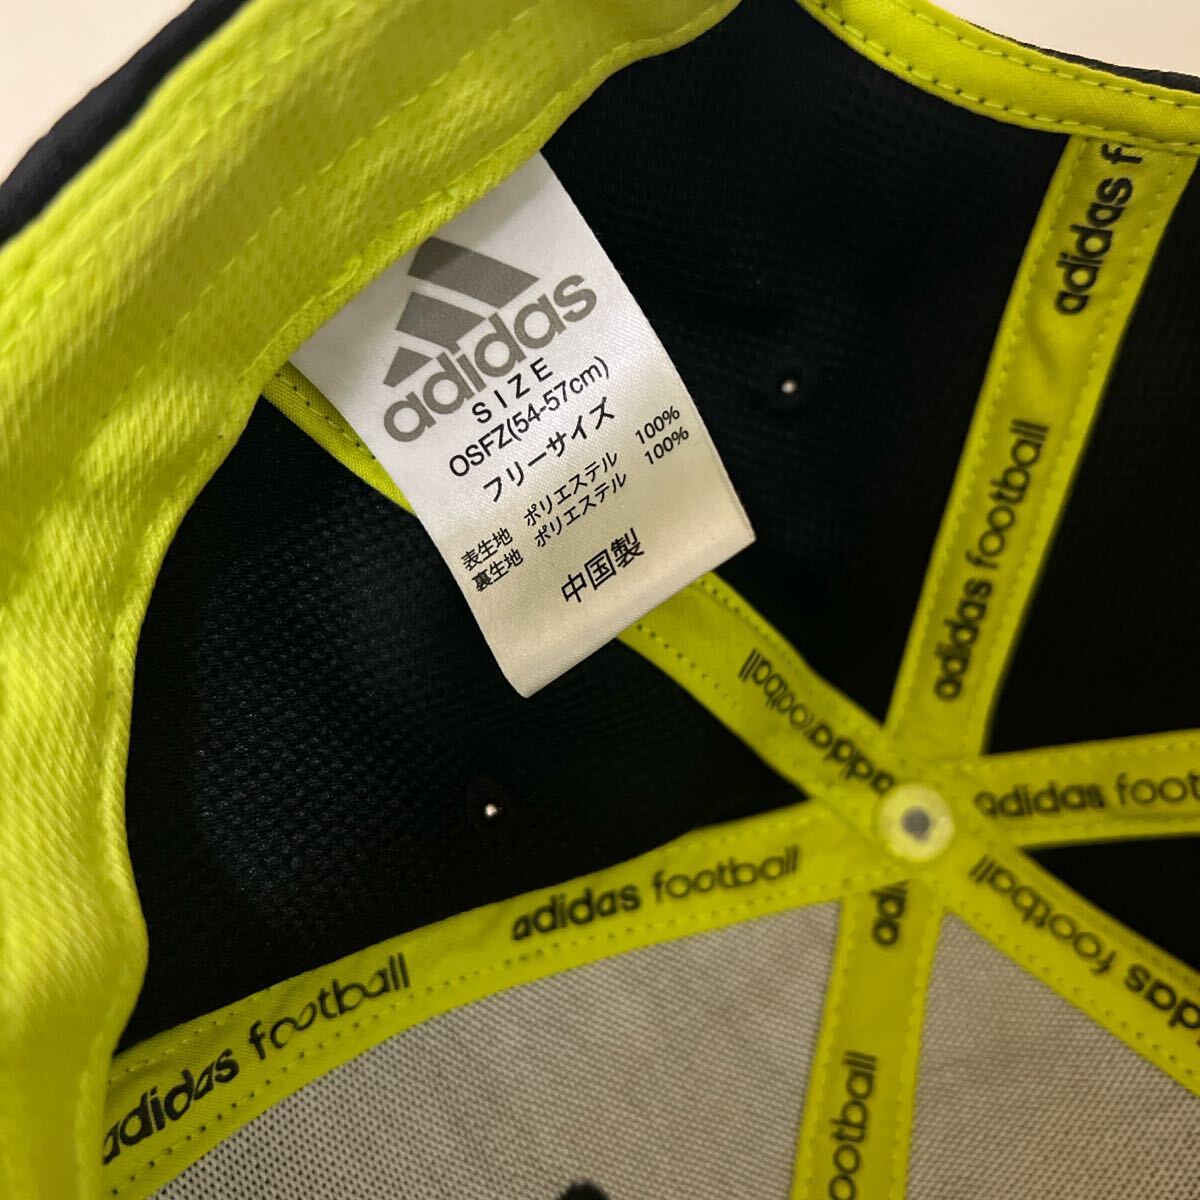 adidas
SIZE
OSFZ(54-57cm)
フリーサイズ
表生地 ポリエステル 100%
裏生地 ポリエステル 100%
中国製
adidas f
adidas football
adidas football
adidas foot
adidas football
adidas football
adidas football
adidas
football